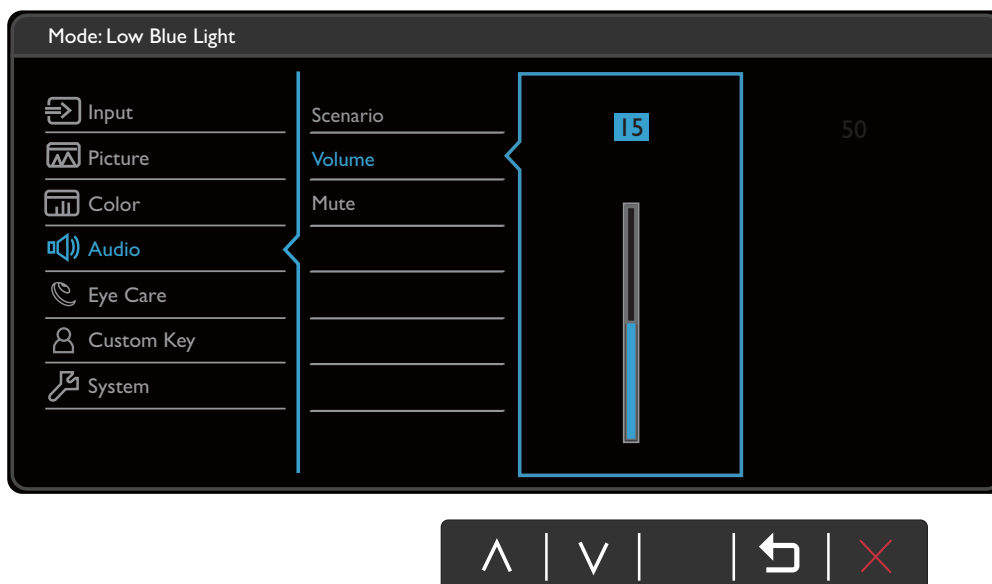 Mode: Low Blue Light
Input
Picture
Color
Audio
Eye Care
Custom Key
System
Scenario
Volume
Mute
15
50